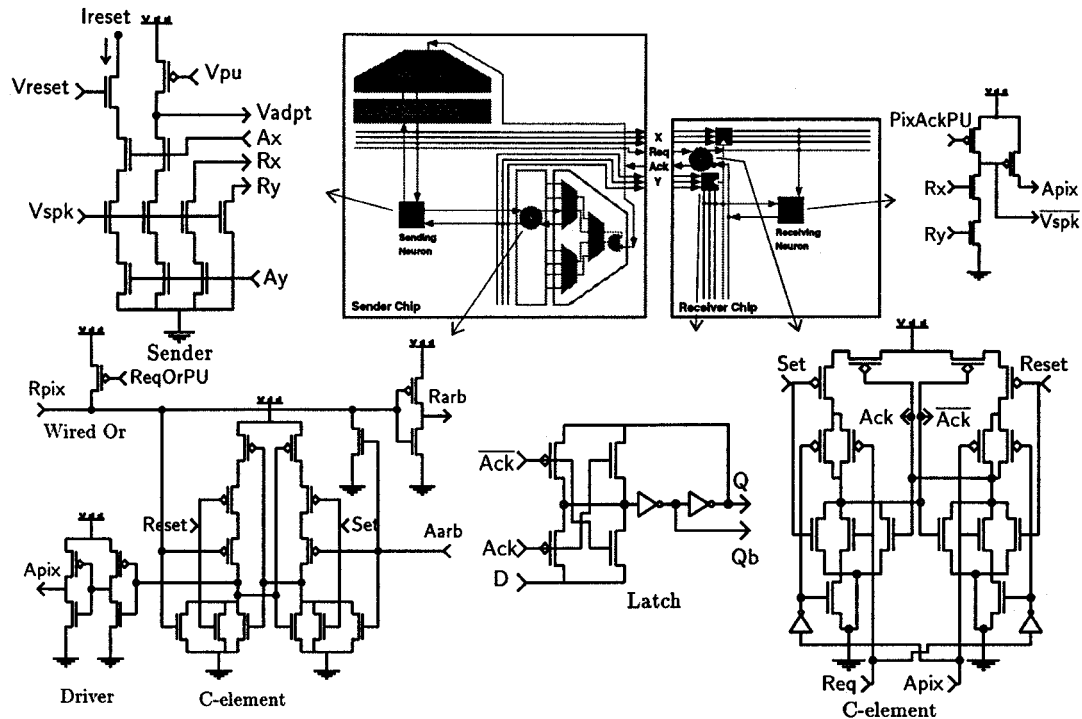 Ireset
Vdd
Vreset
Vpu
Vadpt
Ax
Rx
Ry
Vspk
Ay
Sender
X
Req
Ack
Y
Sending
Neuron
Sender Chip
Receiving
Neuron
Receiver Chip
Vdd
PixAckPU
Rx
Apix
Vspk
Ry
Vdd
ReqOrPU
Rpix
Wired Or
Vdd
Vdd
Rarb
Reset
Set
Aarb
Vdd
Apix
Driver
C-element
Ack
Ack
D
Q
Qb
Latch
Vdd
Set
Reset
Ack
Ack
Req
Apix
C-element